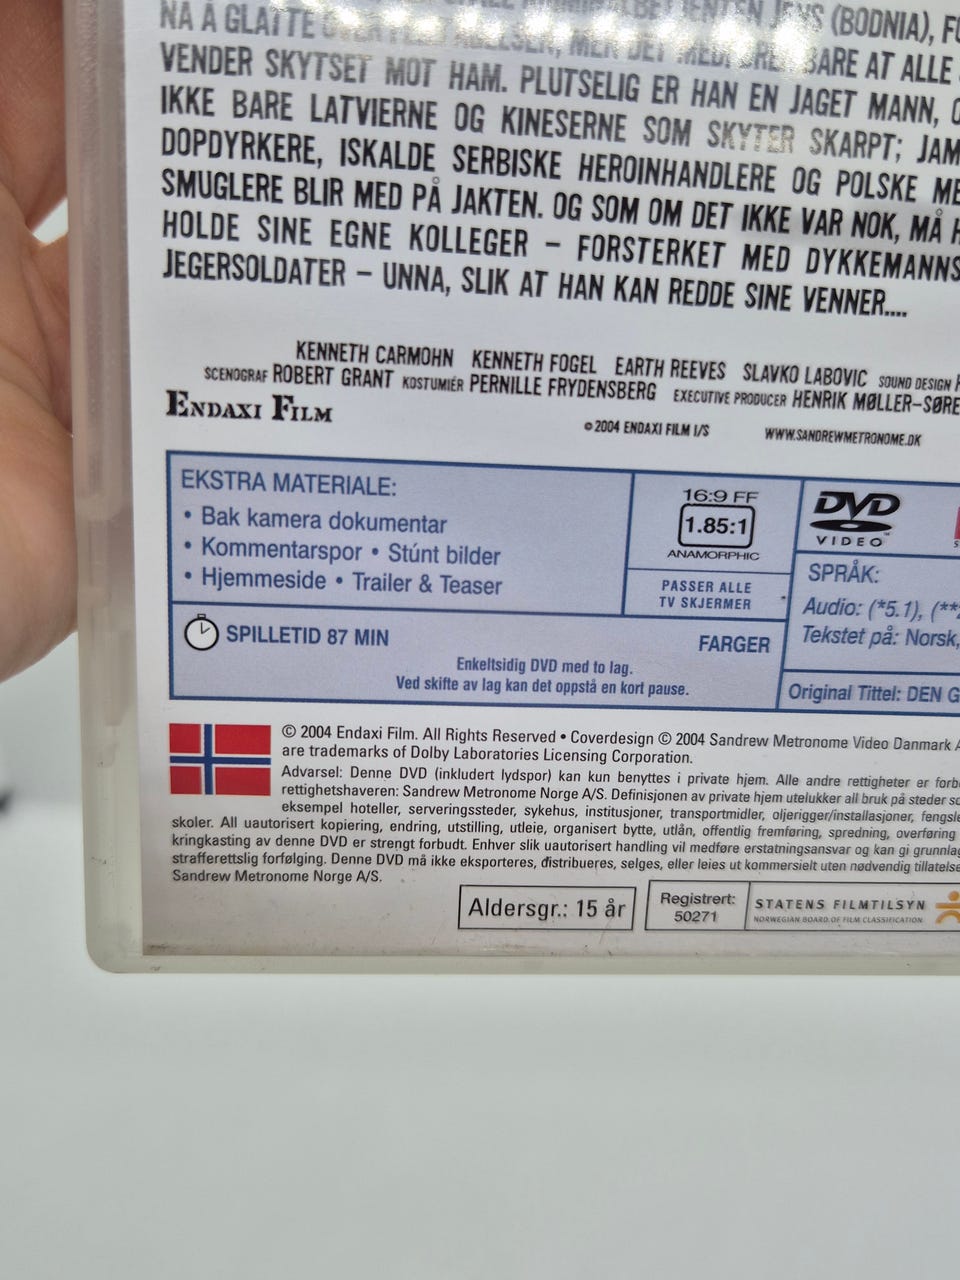 NÅ Å GLATTE JENS (BODNIA), FO
BARE AT ALLE
VENDER SKYTSET MOT HAM. PLUTSELIG ER HAN EN JAGET MANN, O
IKKE BARE LATVIERNE OG KINESERNE SOM SKYTER SKARPT; JAM
DOPDYRKERE, ISKALDE SERBISKE HEROINHANDLERE OG POLSKE ME
SMUGLERE BLIR MED PÅ JAKTEN. OG SOM OM DET IKKE VAR NOK, MÅ H
HOLDE SINE EGNE KOLLEGER – FORSTERKET MED DYKKEMANNS
JEGERSOLDATER – UNNA, SLIK AT HAN KAN REDDE SINE VENNER....
KENNETH CARMOHN KENNETH FOGEL EARTH REEVES SLAVKO LABOVIC SOUND DESIGN
SCENOGRAF ROBERT GRANT KOSTUMIÉR PERNILLE FRYDENSBERG EXECUTIVE PRODUCER HENRIK MØLLER-SØRE
ENDAXI FILM
© 2004 ENDAXI FILM I/S WWW.SANDREWMETRONOME.DK
EKSTRA MATERIALE:
• Bak kamera dokumentar
• Kommentarspor • Stúnt bilder
• Hjemmeside • Trailer & Teaser
16:9 FF
1.85:1
ANAMORPHIC
PASSER ALLE
TV SKJERMER
DVD
VIDEO
SPRÅK:
Audio: (*5.1), (**2
Tekstet på: Norsk,
SPILLETID 87 MIN
FARGER
Enkeltsidig DVD med to lag.
Ved skifte av lag kan det oppstå en kort pause.
Original Tittel: DEN G
© 2004 Endaxi Film. All Rights Reserved • Coverdesign © 2004 Sandrew Metronome Video Danmark A
are trademarks of Dolby Laboratories Licensing Corporation.
Advarsel: Denne DVD (inkludert lydspor) kan kun benyttes i private hjem. Alle andre rettigheter er forb
rettighetshaveren: Sandrew Metronome Norge A/S. Definisjonen av private hjem utelukker all bruk på steder so
eksempel hoteller, serveringssteder, sykehus, institusjoner, transportmidler, oljerigger/installasjoner, fengsle
skoler. All uautorisert kopiering, endring, utstilling, utleie, organisert bytte, utlån, offentlig fremføring, spredning, overføring
kringkasting av denne DVD er strengt forbudt. Enhver slik uautorisert handling vil medføre erstatningsansvar og kan gi grunnlag
strafferettslig forfølging. Denne DVD må ikke eksporteres, distribueres, selges, eller leies ut kommersielt uten nødvendig tillatelse
Sandrew Metronome Norge A/S.
Aldersgr.: 15 år
Registrert:
50271
STATENS FILMTILSYN
NORWEGIAN BOARD OF FILM CLASSIFICATION